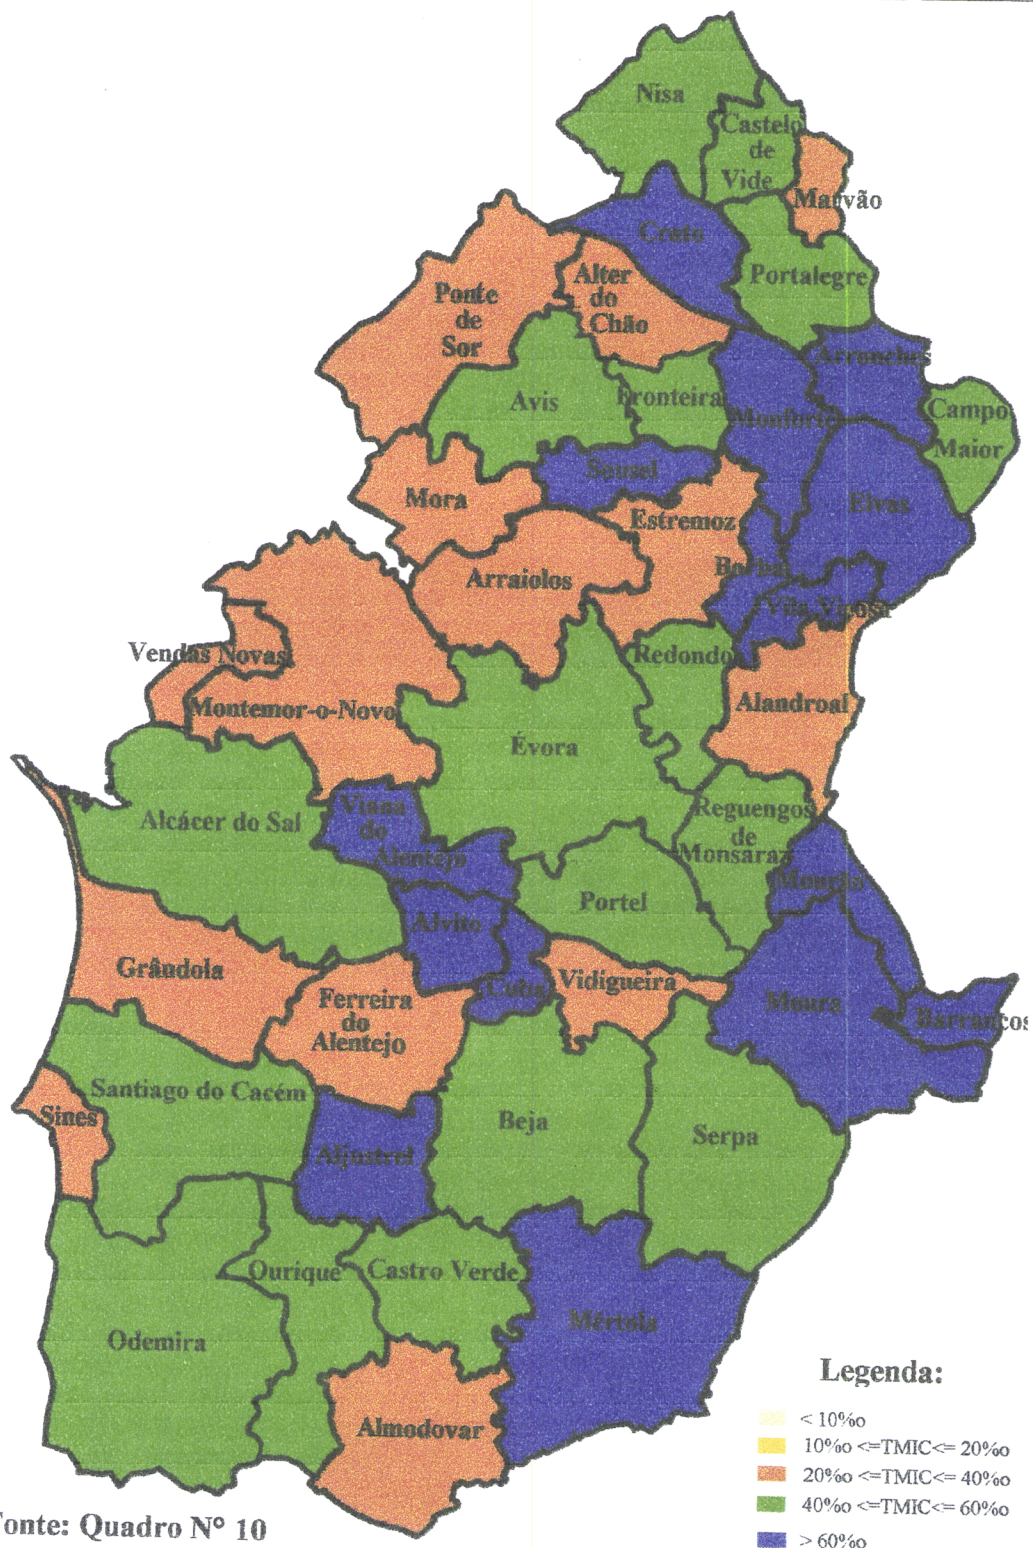 Nisa
Castelo
de
Vide
Marvão
Crato
Portalegre
Alter
do
Chão
Ponte
de
Sor
Arronches
Avis
Fronteira
Monforte
Campo
Maior
Sousel
Mora
Elvas
Estremoz
Borba
Arraiolos
Vila Viçosa
Vendas Novas
Redondo
Montemor-o-Novo
Alandroal
Évora
Alcácer do Sal
Viana
do
Alentejo
Reguengos
de
Monsaraz
Mourão
Portel
Alvito
Grândola
Vidigueira
Cuba
Ferreira
do
Alentejo
Moura
Barrancos
Santiago do Cacém
Sines
Beja
Serpa
Aljustrel
Ourique
Castro Verde
Mértola
Odemira
Almodovar
Legenda:
< 10%o
10%o <=TMIC<= 20%o
20%o <=TMIC<= 40%o
40%o <=TMIC<= 60%o
> 60%o
Fonte: Quadro Nº 10